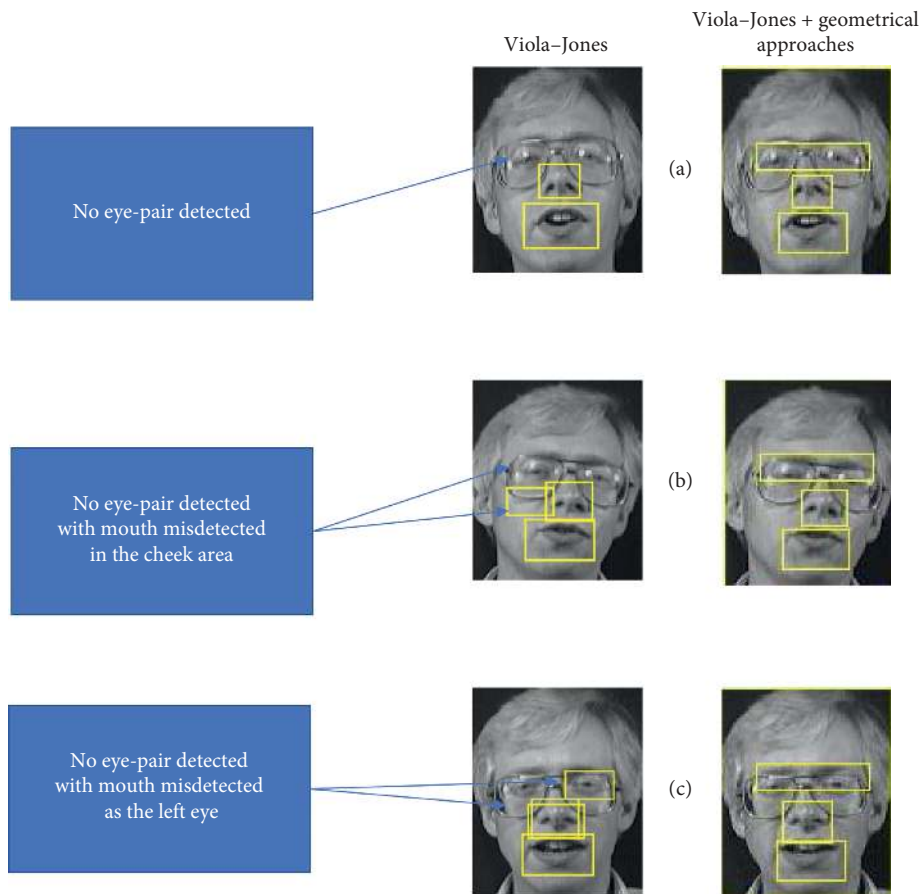 Viola–Jones
Viola–Jones + geometrical
approaches
No eye-pair detected
(a)
No eye-pair detected
with mouth misdetected
in the cheek area
(b)
No eye-pair detected
with mouth misdetected
as the left eye
(c)